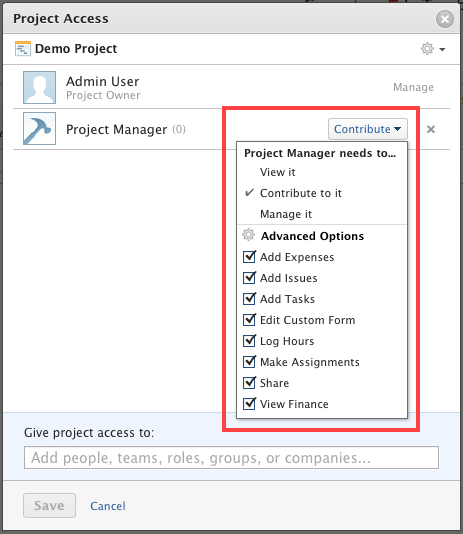 Project Access
Demo Project
Admin User
Project Owner
Manage
Project Manager (0)
Contribute
Project Manager needs to...
View it
Contribute to it
Manage it
Advanced Options
Add Expenses
Add Issues
Add Tasks
Edit Custom Form
Log Hours
Make Assignments
Share
View Finance
Give project access to:
Add people, teams, roles, groups, or companies...
Save
Cancel